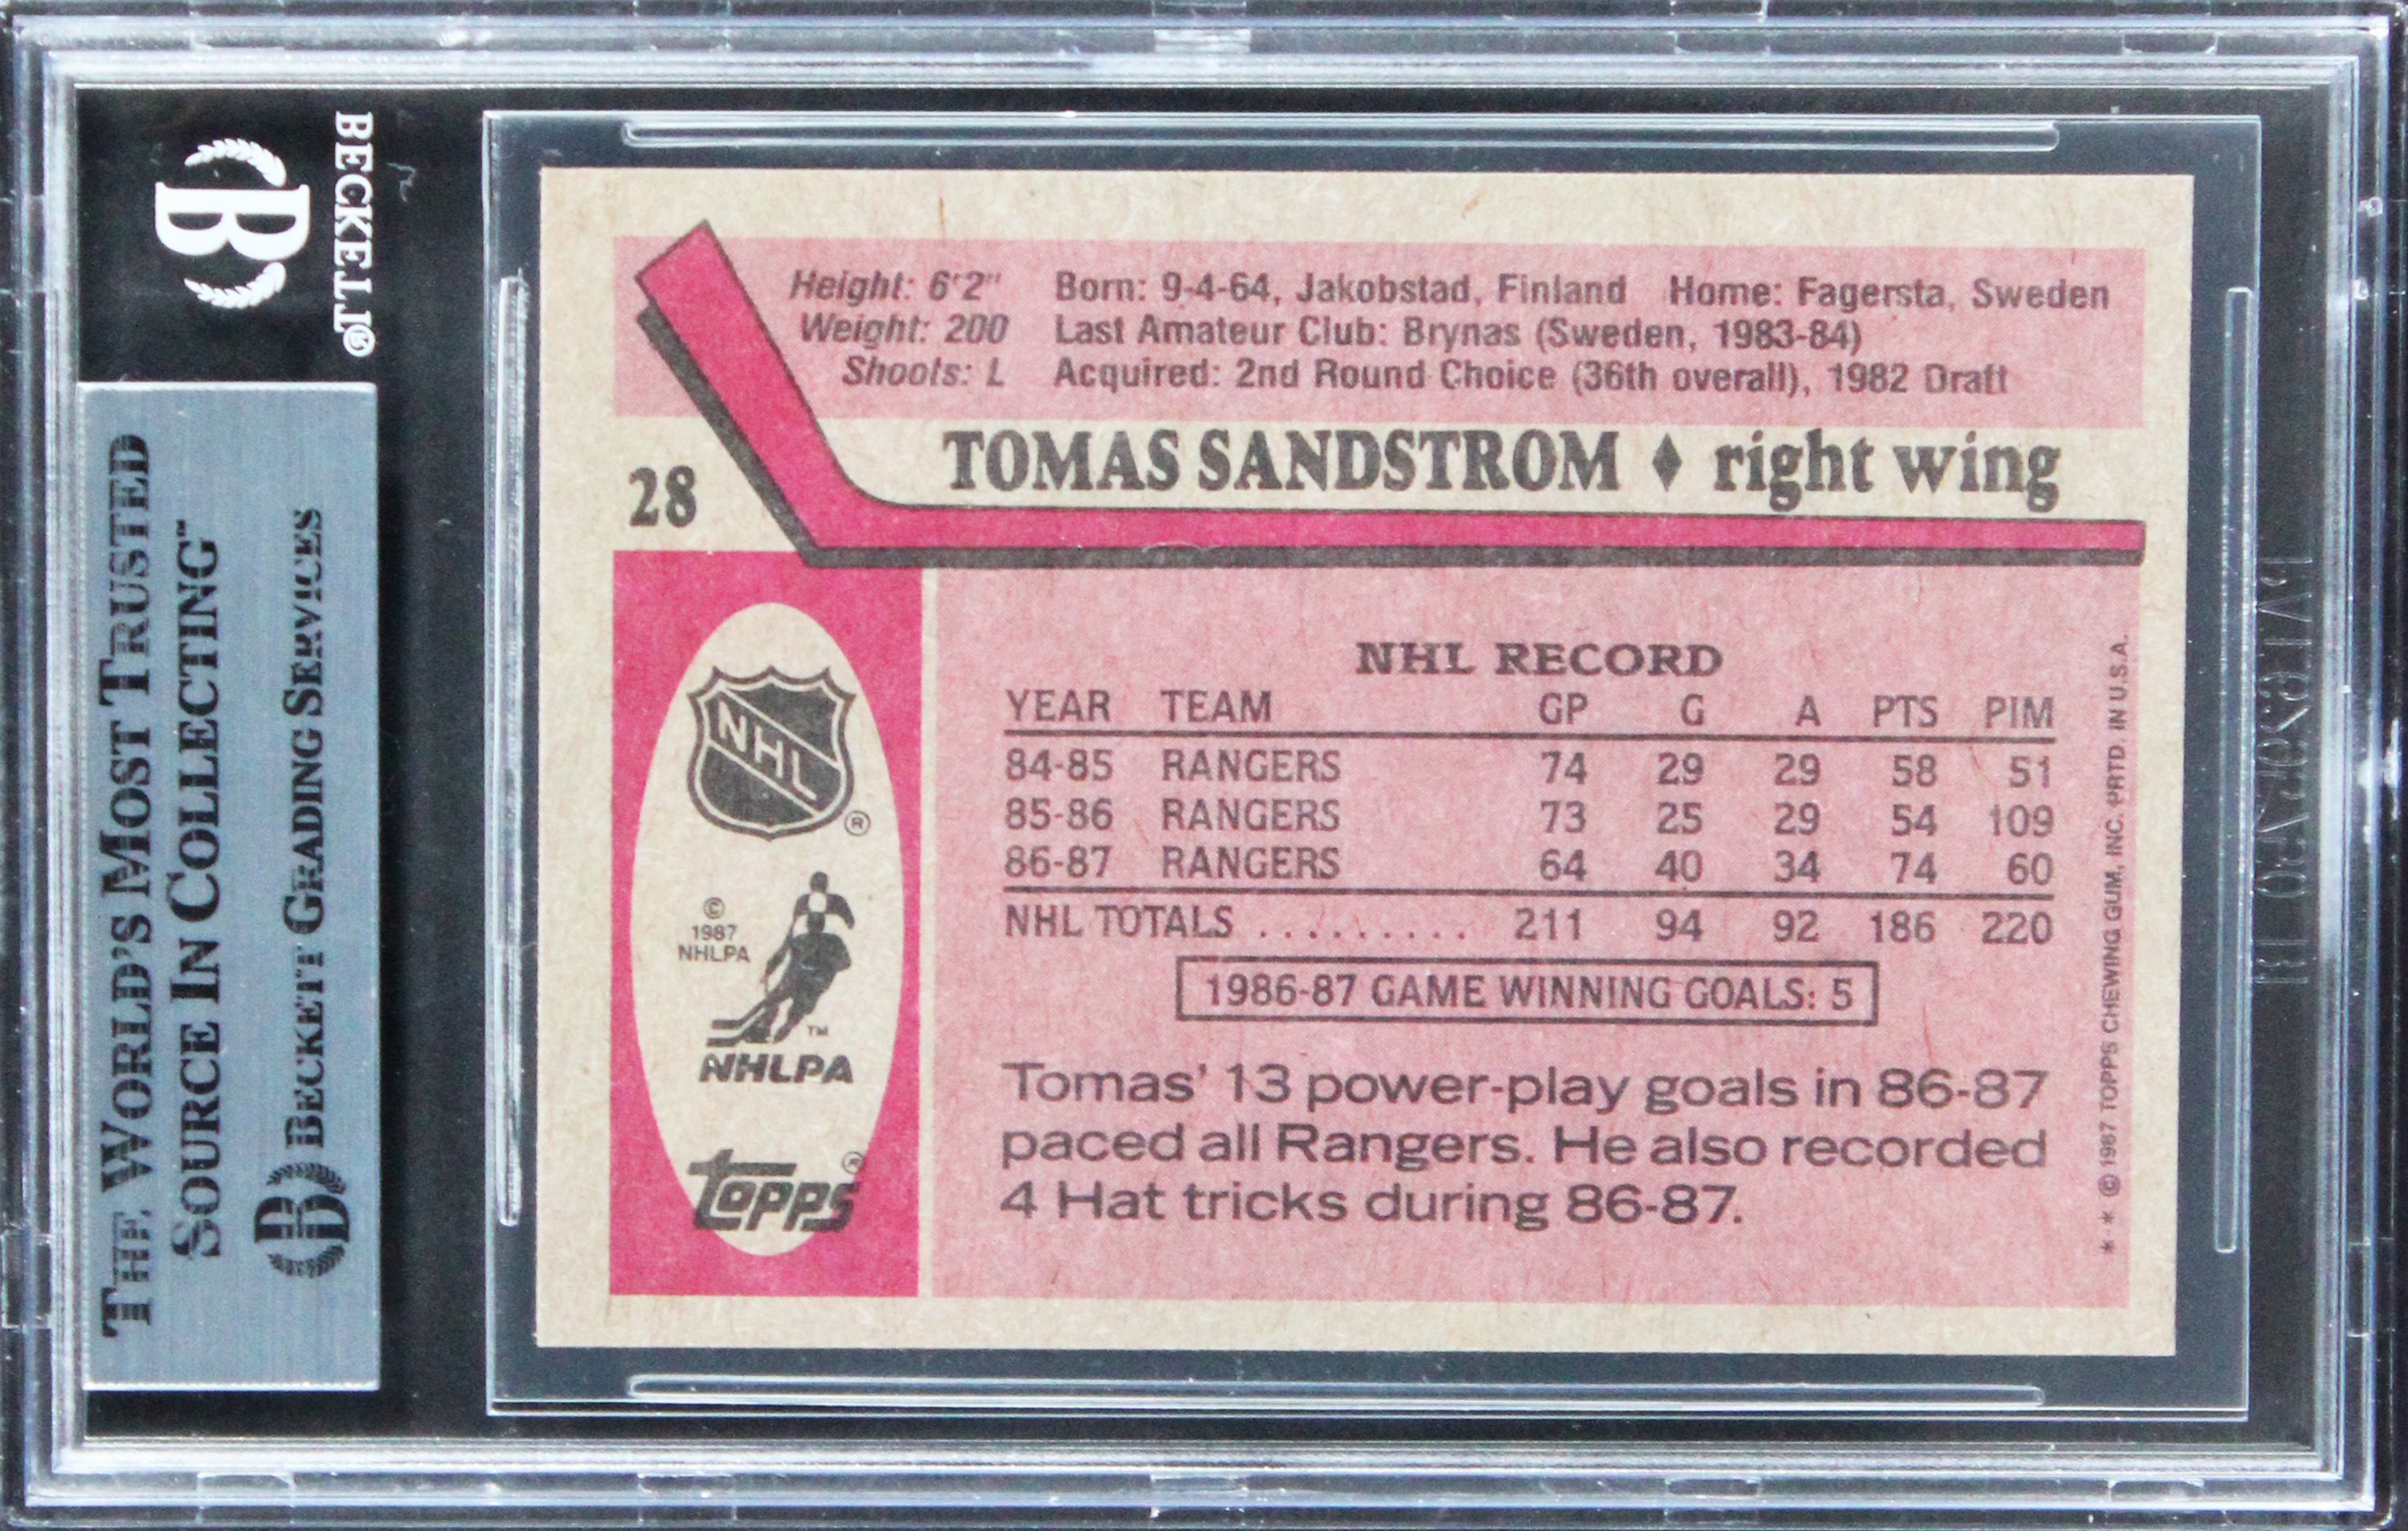 BECKETT®
B
THE WORLD'S MOST TRUSTED
SOURCE IN COLLECTING™
BECKETT GRADING SERVICES
Height: 6'2" Born: 9-4-64, Jakobstad, Finland Home: Fagersta, Sweden
Weight: 200 Last Amateur Club: Brynas (Sweden, 1983-84)
Shoots: L Acquired: 2nd Round Choice (36th overall), 1982 Draft
28
TOMAS SANDSTROM ♦ right wing
NHL ®
© 1987
NHLPA
™
NHLPA
topps®
NHL RECORD
YEAR TEAM GP G A PTS PIM
84-85 RANGERS 74 29 29 58 51
85-86 RANGERS 73 25 29 54 109
86-87 RANGERS 64 40 34 74 60
NHL TOTALS ......... 211 94 92 186 220
1986-87 GAME WINNING GOALS: 5
Tomas' 13 power-play goals in 86-87
paced all Rangers. He also recorded
4 Hat tricks during 86-87.
* * © 1987 TOPPS CHEWING GUM, INC. PRTD. IN U.S.A.